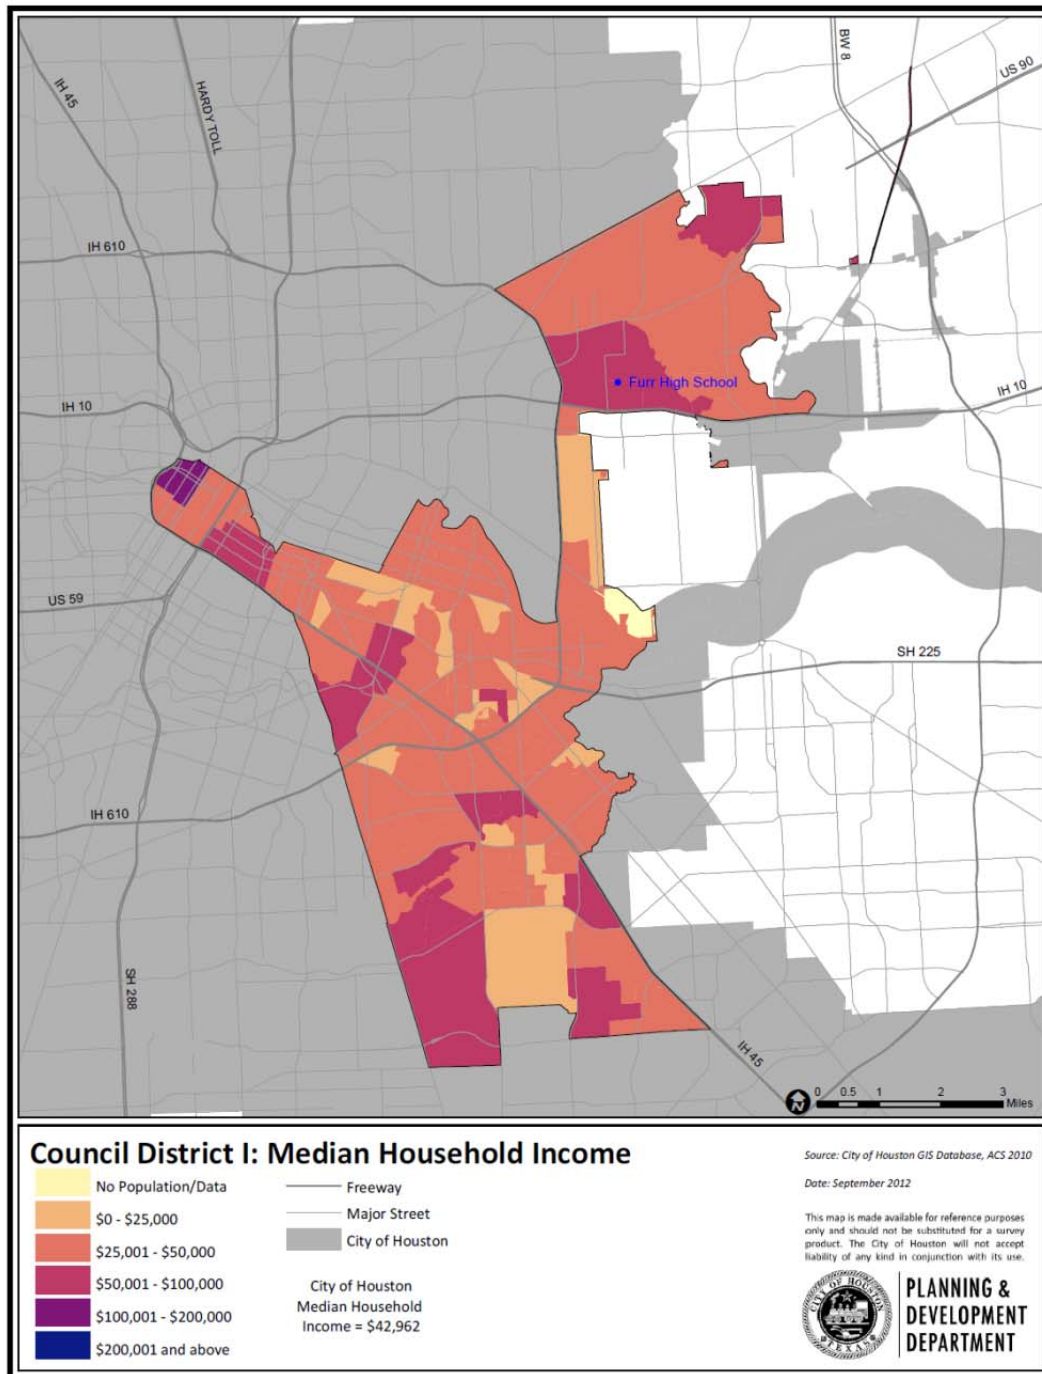 IH 45
HARDY TOLL
BW 8
US 90
IH 610
IH 10
Furr High School
IH 10
US 59
SH 225
IH 610
SH 288
IH 45
N
0 0.5 1 2 3
Miles
Council District I: Median Household Income
No Population/Data
$0 - $25,000
$25,001 - $50,000
$50,001 - $100,000
$100,001 - $200,000
$200,001 and above
Freeway
Major Street
City of Houston
City of Houston
Median Household
Income = $42,962
Source: City of Houston GIS Database, ACS 2010
Date: September 2012
This map is made available for reference purposes
only and should not be substituted for a survey
product. The City of Houston will not accept
liability of any kind in conjunction with its use.
CITY OF HOUSTON
TEXAS
PLANNING &
DEVELOPMENT
DEPARTMENT